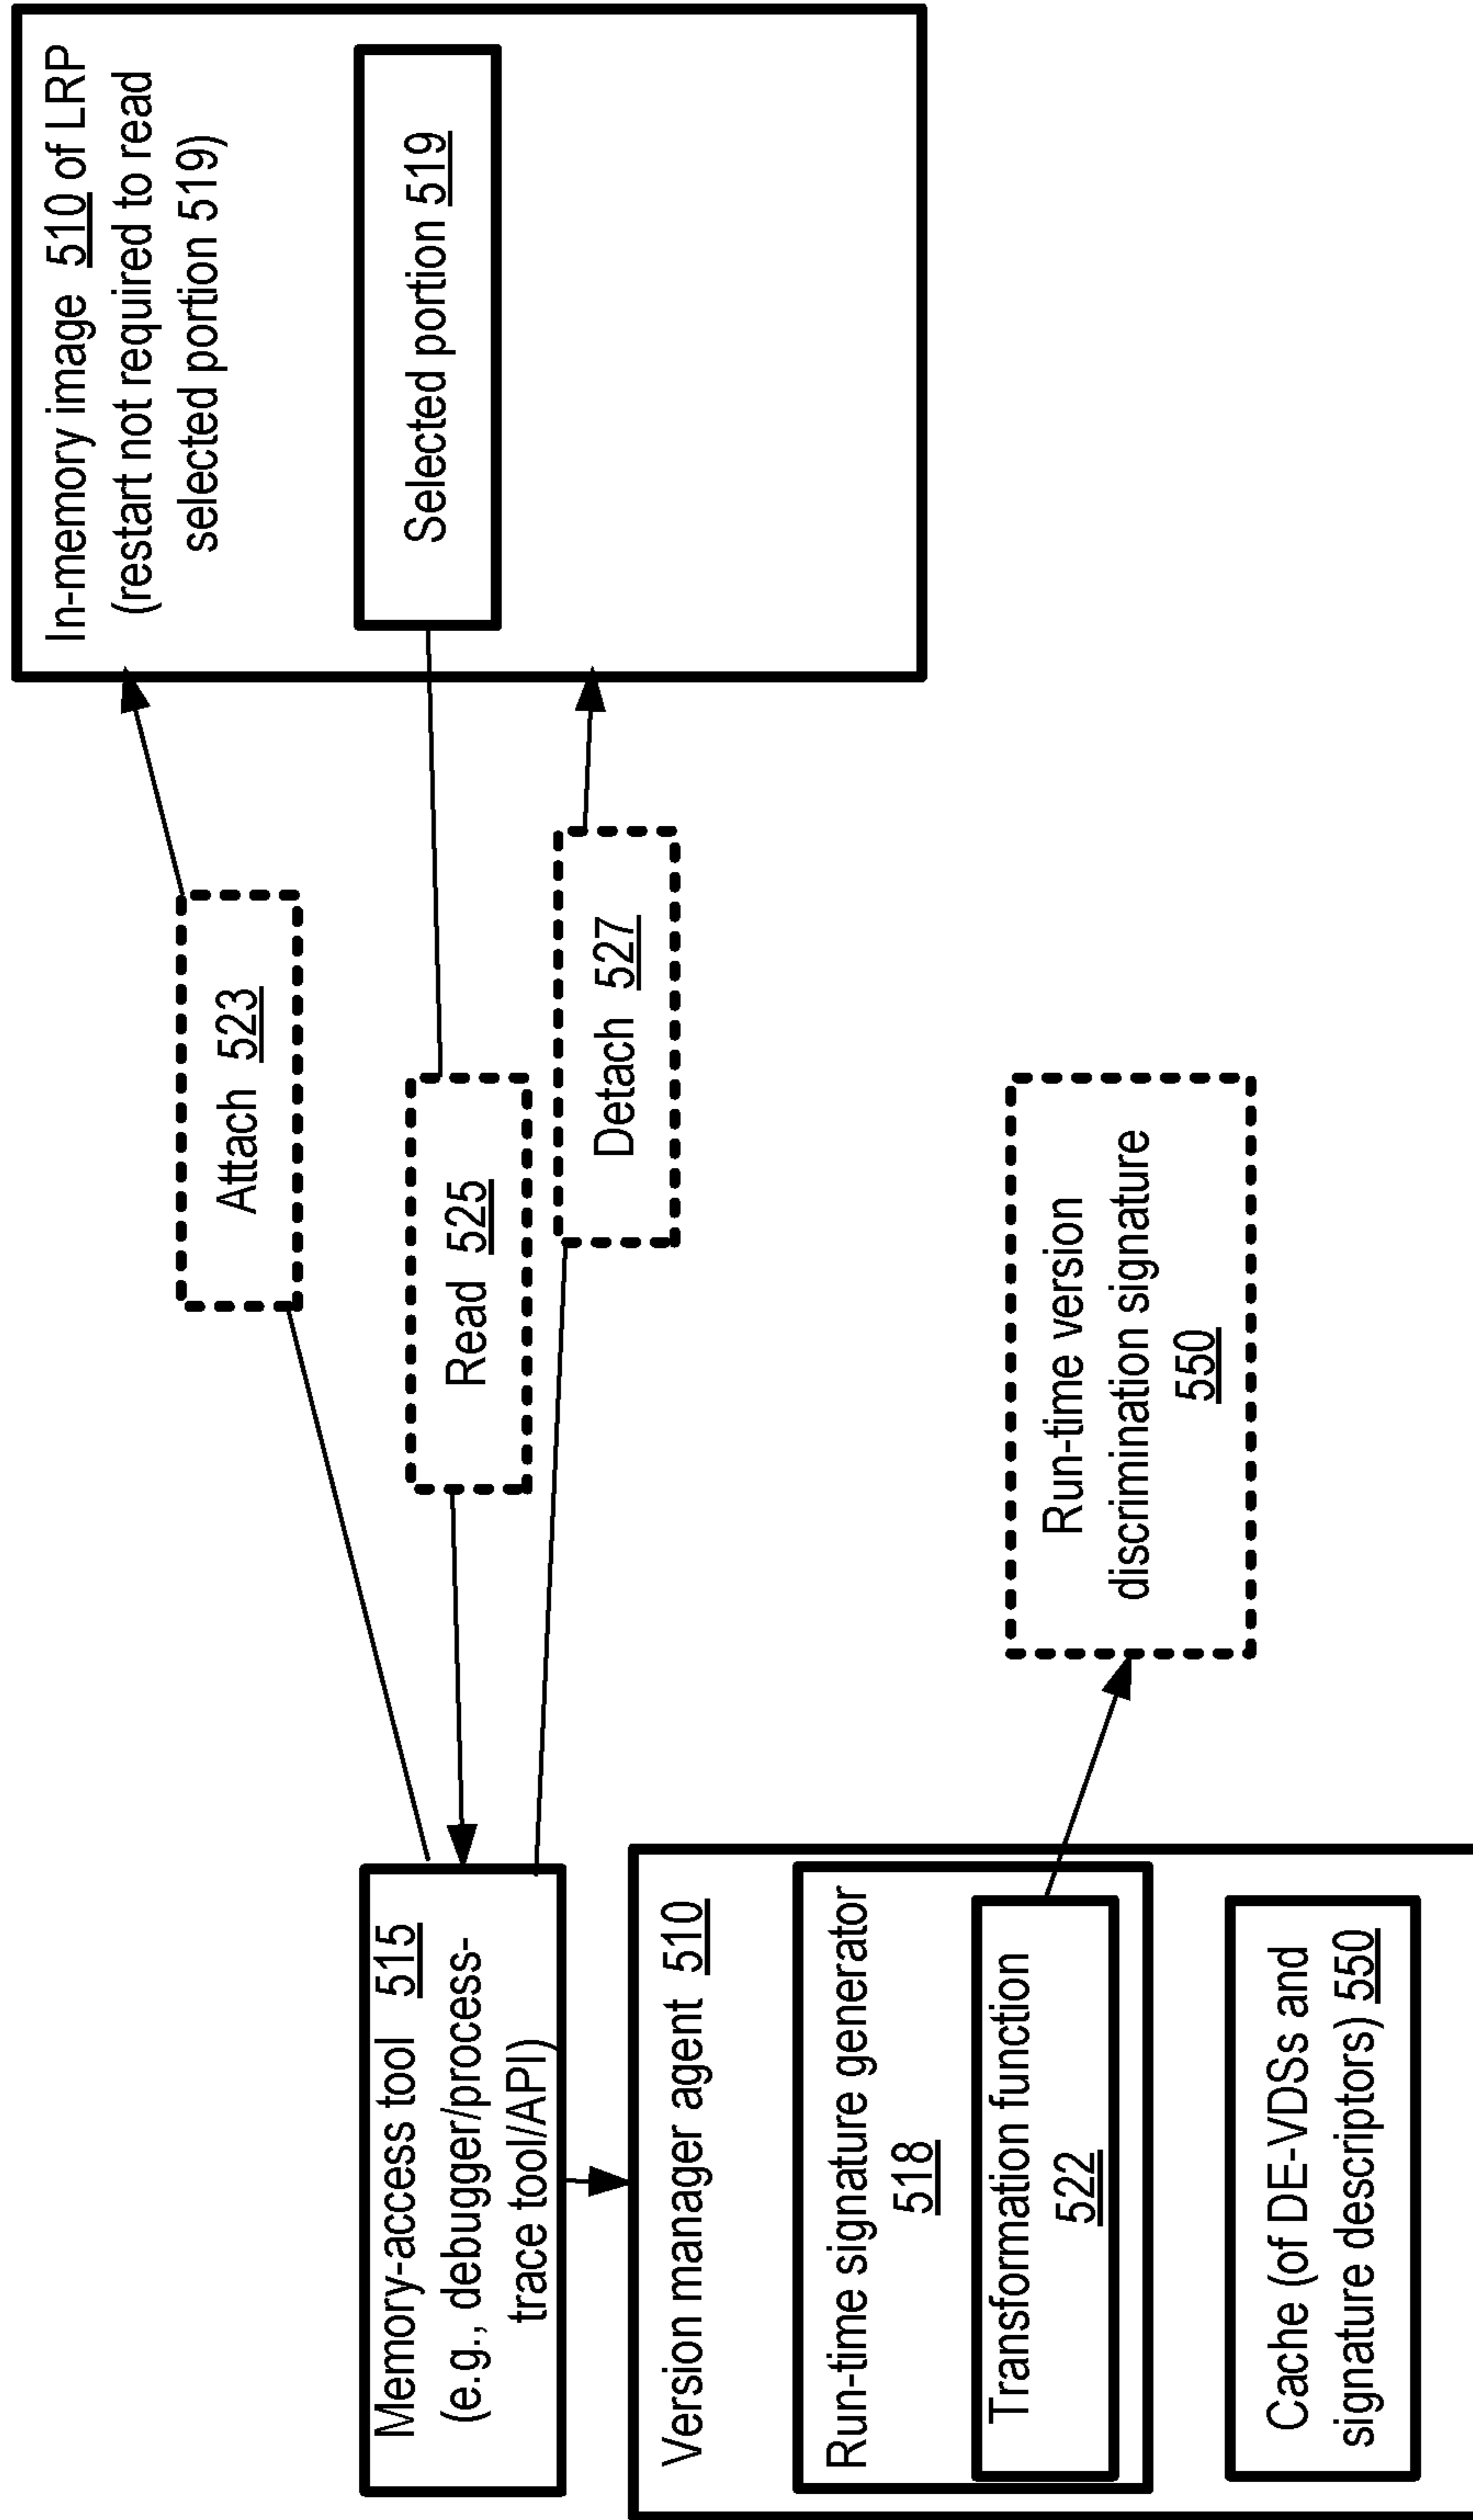 In-memory image 510 of LRP
(restart not required to read
selected portion 519)
Selected portion 519
Attach 523
Read 525
Detach 527
Memory-access tool 515
(e.g., debugger/process-
trace tool/API)
Version manager agent 510
Run-time signature generator
518
Transformation function
522
Cache (of DE-VDSs and
signature descriptors) 550
Run-time version
discrimination signature
550